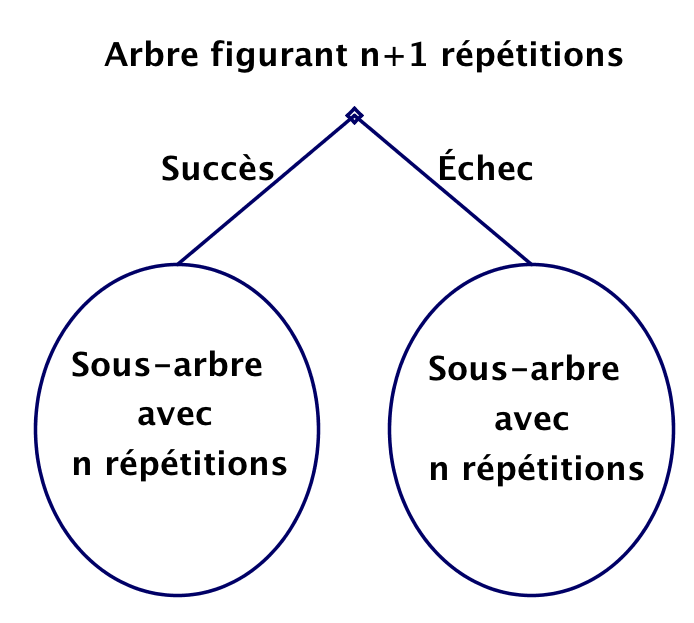 Arbre figurant n+1 répétitions
Succès
Échec
Sous-arbre
avec
n répétitions
Sous-arbre
avec
n répétitions